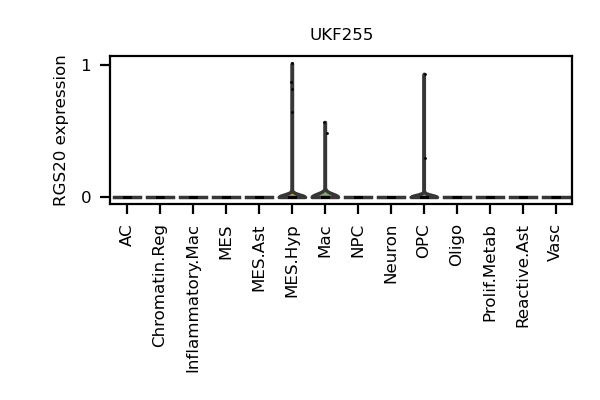 UKF255
RGS20 expression
1
0
AC
Chromatin.Reg
Inflammatory.Mac
MES
MES.Ast
MES.Hyp
Mac
NPC
Neuron
OPC
Oligo
Prolif.Metab
Reactive.Ast
Vasc